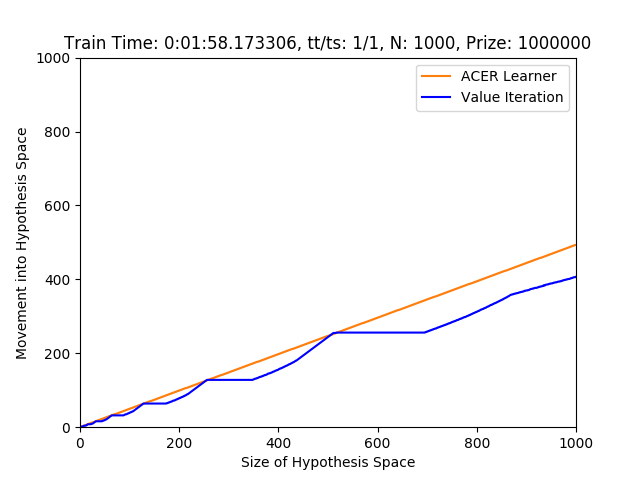 Train Time: 0:01:58.173306, tt/ts: 1/1, N: 1000, Prize: 1000000
ACER Learner
Value Iteration
Movement into Hypothesis Space
1000
800
600
400
200
0
0 200 400 600 800 1000
Size of Hypothesis Space